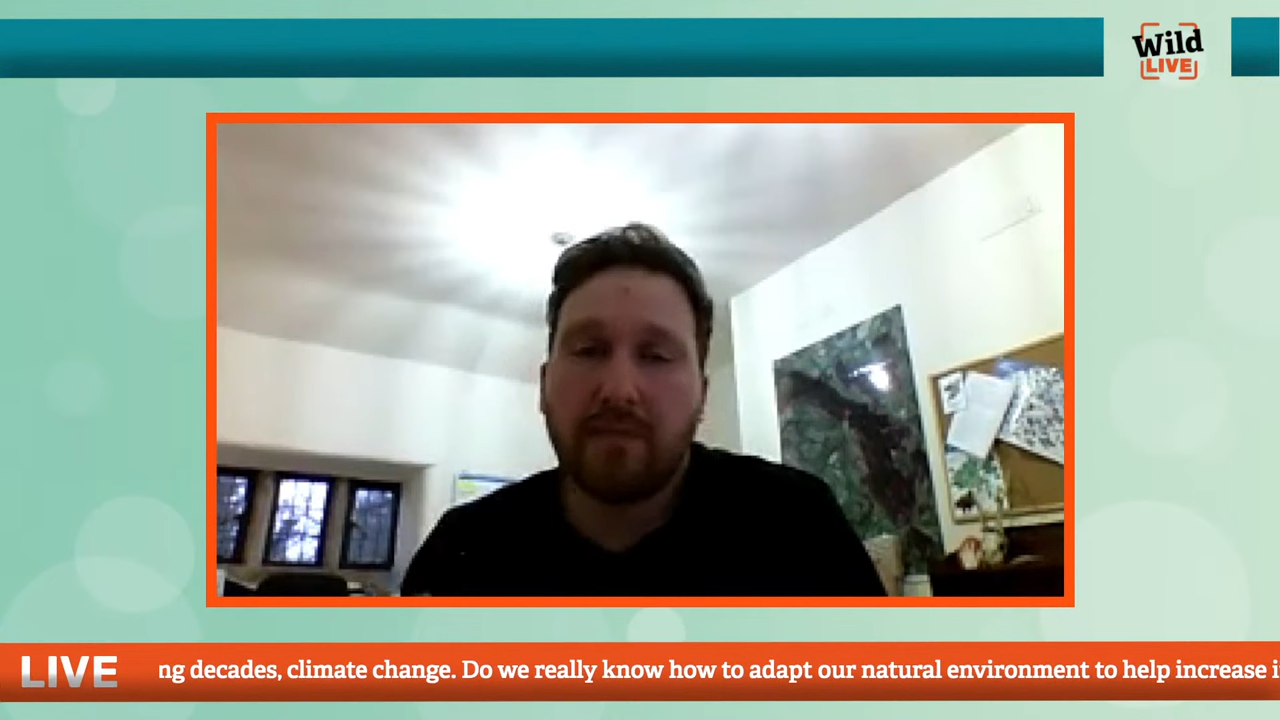 Wild
LIVE
LIVE
ng decades, climate change. Do we really know how to adapt our natural environment to help increase i